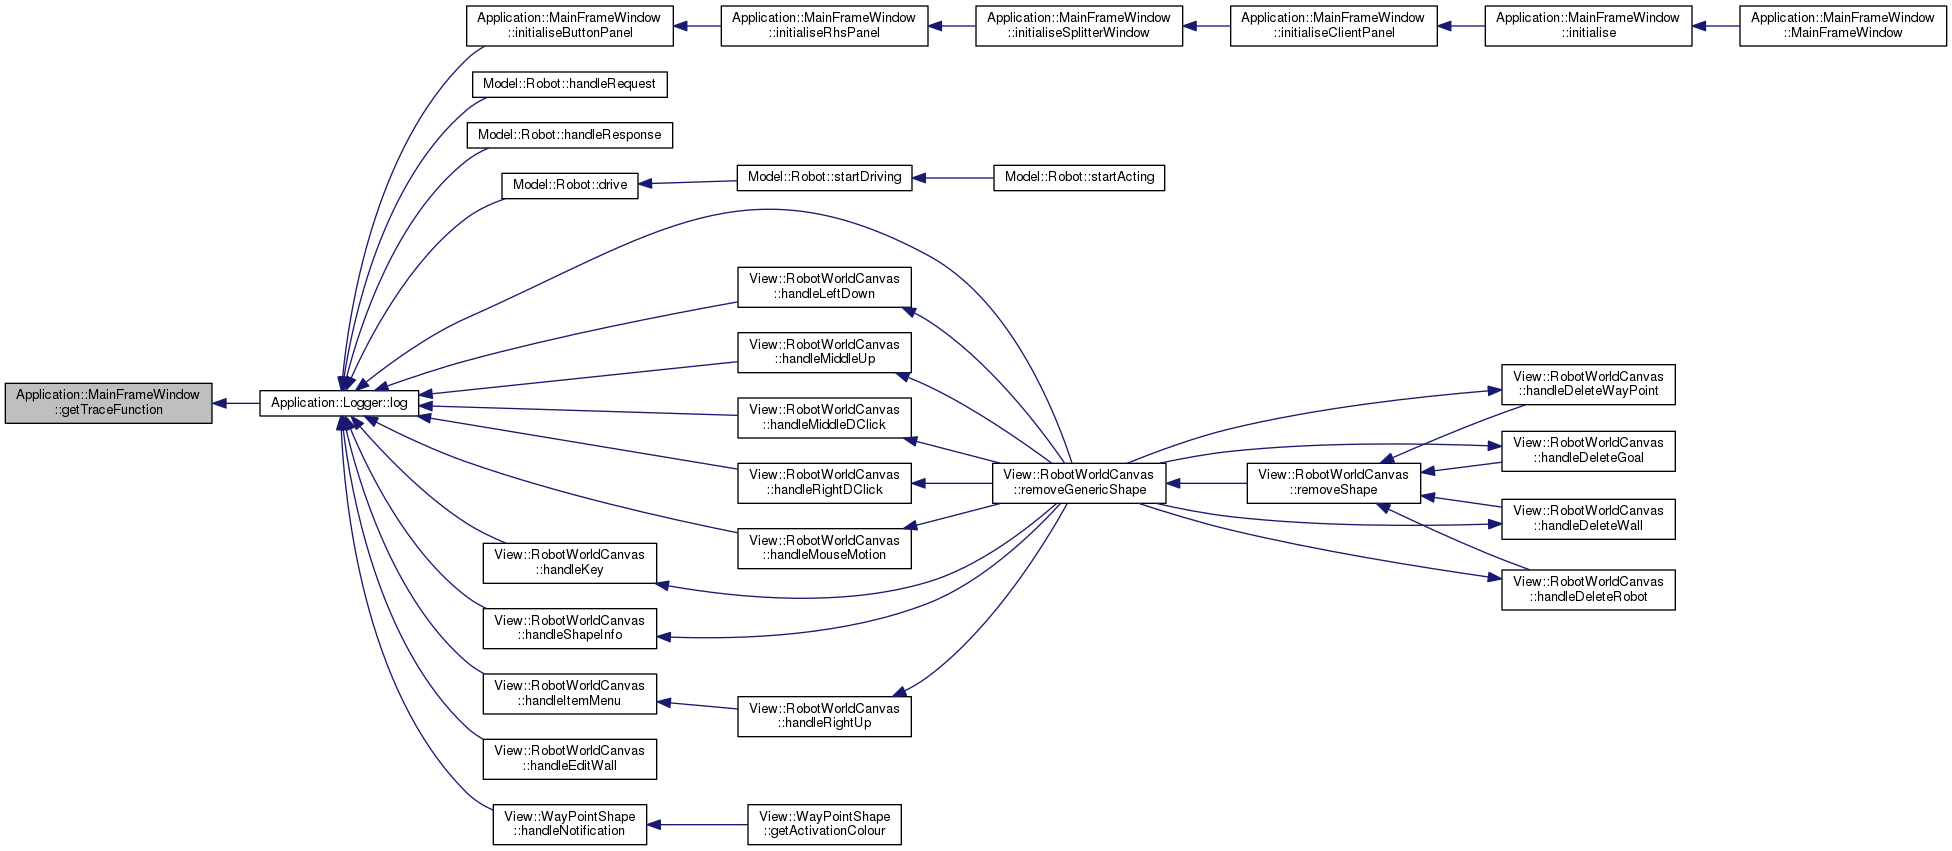 Application::MainFrameWindow
::initialiseButtonPanel
Application::MainFrameWindow
::initialiseRhsPanel
Application::MainFrameWindow
::initialiseSplitterWindow
Application::MainFrameWindow
::initialiseClientPanel
Application::MainFrameWindow
::initialise
Application::MainFrameWindow
::MainFrameWindow
Model::Robot::handleRequest
Model::Robot::handleResponse
Model::Robot::drive
Model::Robot::startDriving
Model::Robot::startActing
View::RobotWorldCanvas
::handleLeftDown
View::RobotWorldCanvas
::handleMiddleUp
Application::MainFrameWindow
::getTraceFunction
Application::Logger::log
View::RobotWorldCanvas
::handleMiddleDClick
View::RobotWorldCanvas
::handleRightDClick
View::RobotWorldCanvas
::removeGenericShape
View::RobotWorldCanvas
::removeShape
View::RobotWorldCanvas
::handleDeleteWayPoint
View::RobotWorldCanvas
::handleDeleteGoal
View::RobotWorldCanvas
::handleDeleteWall
View::RobotWorldCanvas
::handleDeleteRobot
View::RobotWorldCanvas
::handleMouseMotion
View::RobotWorldCanvas
::handleKey
View::RobotWorldCanvas
::handleShapeInfo
View::RobotWorldCanvas
::handleItemMenu
View::RobotWorldCanvas
::handleRightUp
View::RobotWorldCanvas
::handleEditWall
View::WayPointShape
::handleNotification
View::WayPointShape
::getActivationColour